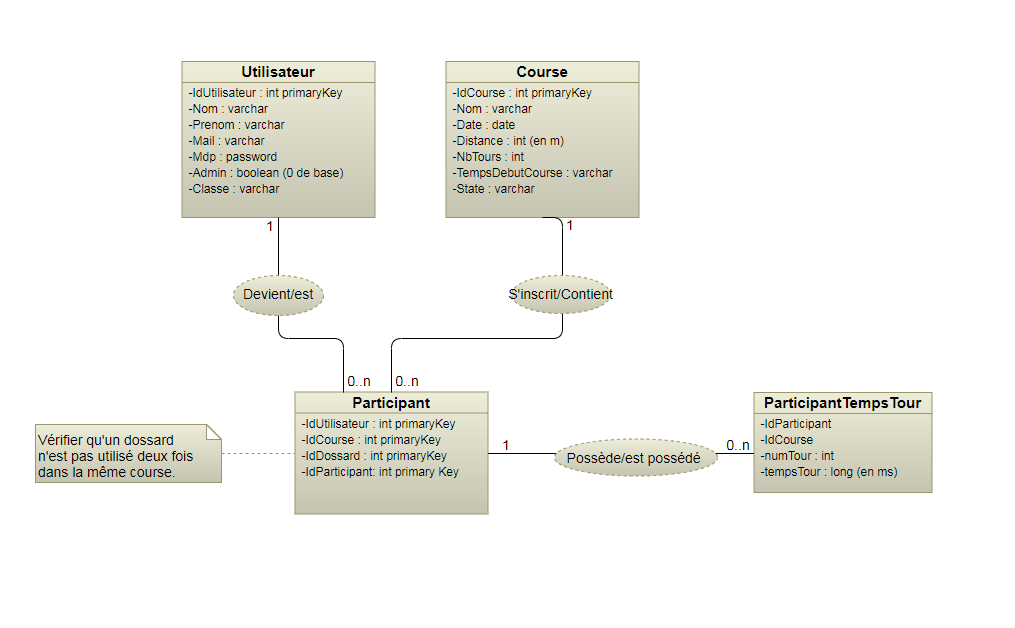 Utilisateur
-IdUtilisateur : int primaryKey
-Nom : varchar
-Prenom : varchar
-Mail : varchar
-Mdp : password
-Admin : boolean (0 de base)
-Classe : varchar
Course
-IdCourse : int primaryKey
-Nom : varchar
-Date : date
-Distance : int (en m)
-NbTours : int
-TempsDebutCourse : varchar
-State : varchar
1
1
Devient/est
S'inscrit/Contient
0..n
0..n
Participant
-IdUtilisateur : int primaryKey
-IdCourse : int primaryKey
-IdDossard : int primaryKey
-IdParticipant: int primary Key
Vérifier qu'un dossard
n'est pas utilisé deux fois
dans la même course.
1
Possède/est possédé
0..n
ParticipantTempsTour
-IdParticipant
-IdCourse
-numTour : int
-tempsTour : long (en ms)